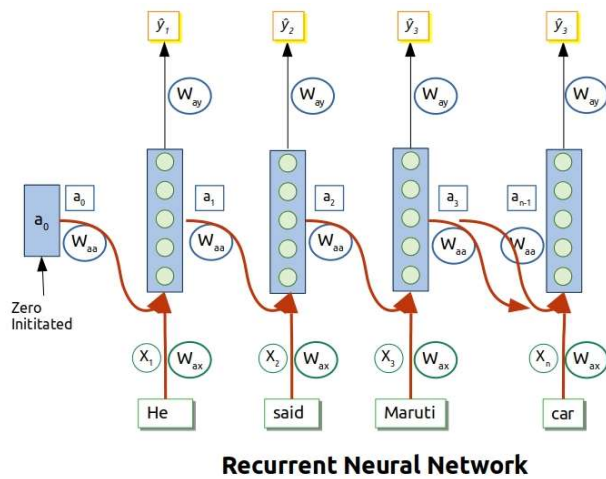 ŷ1 ŷ2 ŷ3 ŷ3
Way Way Way Way
a0 a1 a2 a3 an-1
a0
Waa Waa Waa Waa Waa
Zero
Inititated
X1 Wax X2 Wax X3 Wax Xn Wax
He said Maruti car
Recurrent Neural Network